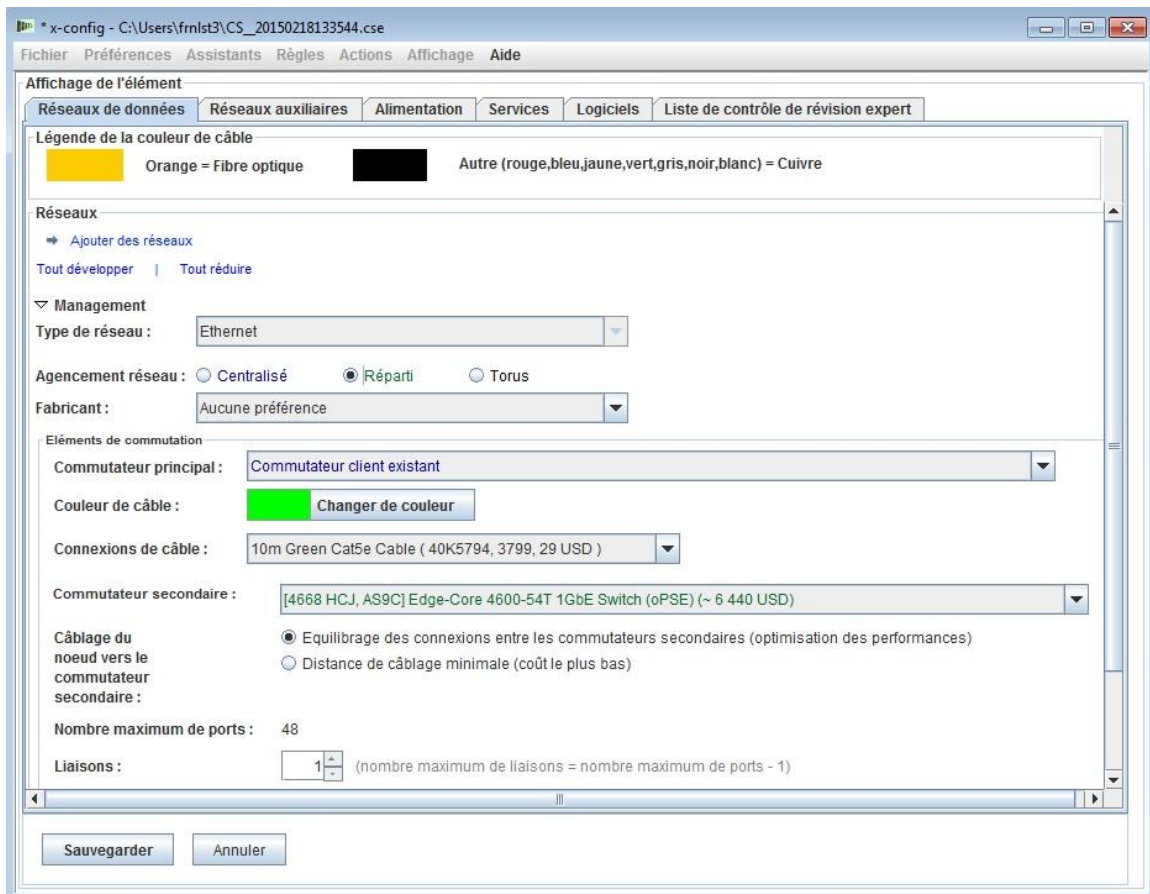 * x-config - C:\Users\frnlst3\CS__20150218133544.cse
Fichier Préférences Assistants Règles Actions Affichage Aide
Affichage de l'élément
Réseaux de données Réseaux auxiliaires Alimentation Services Logiciels Liste de contrôle de révision expert
Légende de la couleur de câble
Orange = Fibre optique Autre (rouge,bleu,jaune,vert,gris,noir,blanc) = Cuivre
Réseaux
Ajouter des réseaux
Tout développer | Tout réduire
Management
Type de réseau : Ethernet
Agencement réseau : Centralisé Réparti Torus
Fabricant : Aucune préférence
Eléments de commutation
Commutateur principal : Commutateur client existant
Couleur de câble : Changer de couleur
Connexions de câble : 10m Green Cat5e Cable ( 40K5794, 3799, 29 USD )
Commutateur secondaire : [4668 HCJ, AS9C] Edge-Core 4600-54T 1GbE Switch (oPSE) (~ 6 440 USD)
Câblage du
noeud vers le
commutateur
secondaire :
Equilibrage des connexions entre les commutateurs secondaires (optimisation des performances)
Distance de câblage minimale (coût le plus bas)
Nombre maximum de ports : 48
Liaisons : 1 (nombre maximum de liaisons = nombre maximum de ports - 1)
Sauvegarder Annuler